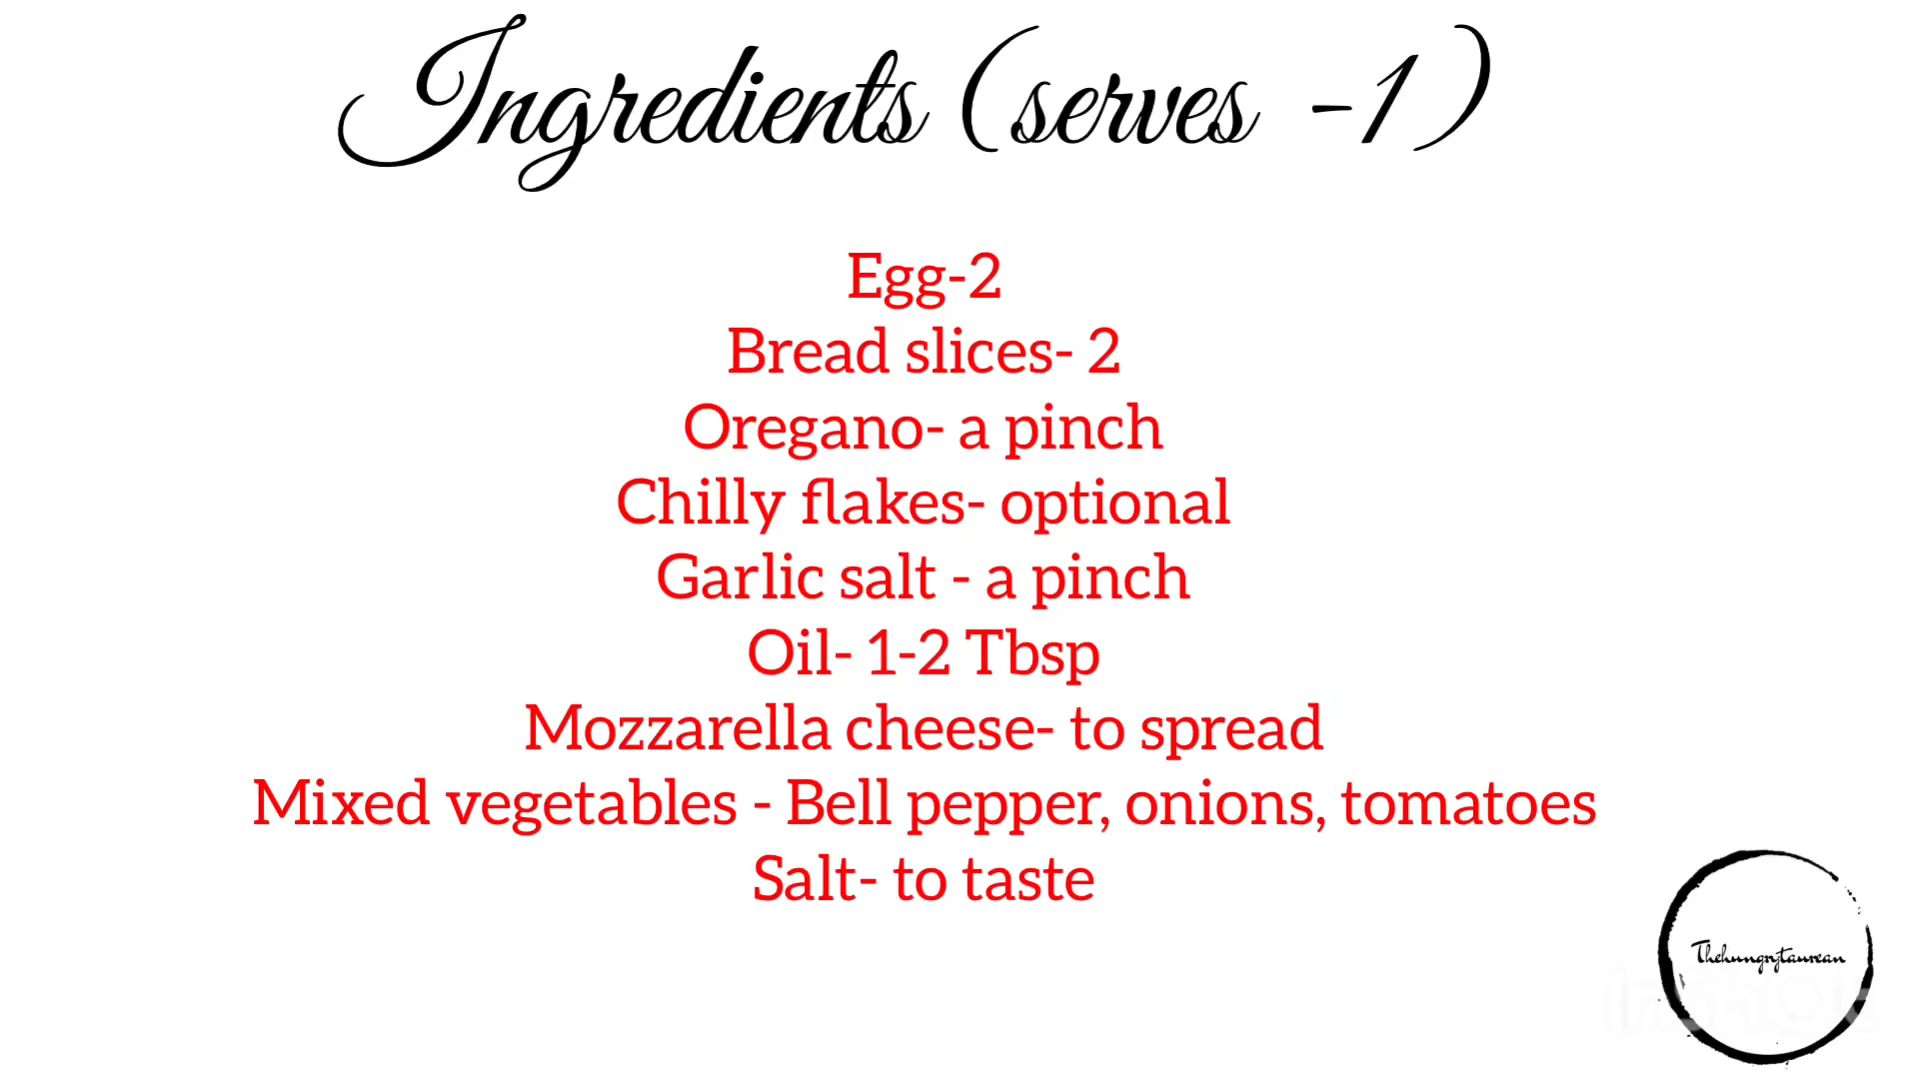 Ingredients (serves -1)
Egg-2
Bread slices- 2
Oregano- a pinch
Chilly flakes- optional
Garlic salt - a pinch
Oil- 1-2 Tbsp
Mozzarella cheese- to spread
Mixed vegetables - Bell pepper, onions, tomatoes
Salt- to taste
Thehungrytaurean